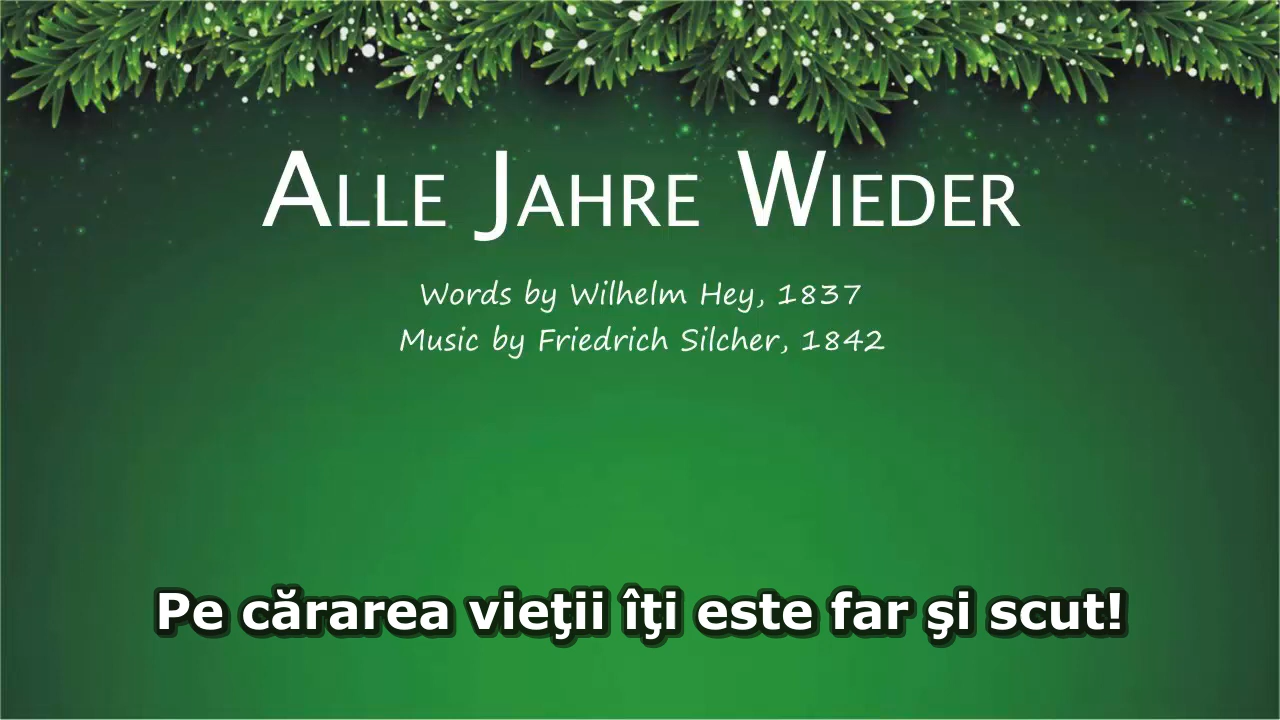 Alle Jahre Wieder
Words by Wilhelm Hey, 1837
Music by Friedrich Silcher, 1842
Pe cărarea vieţii îţi este far şi scut!